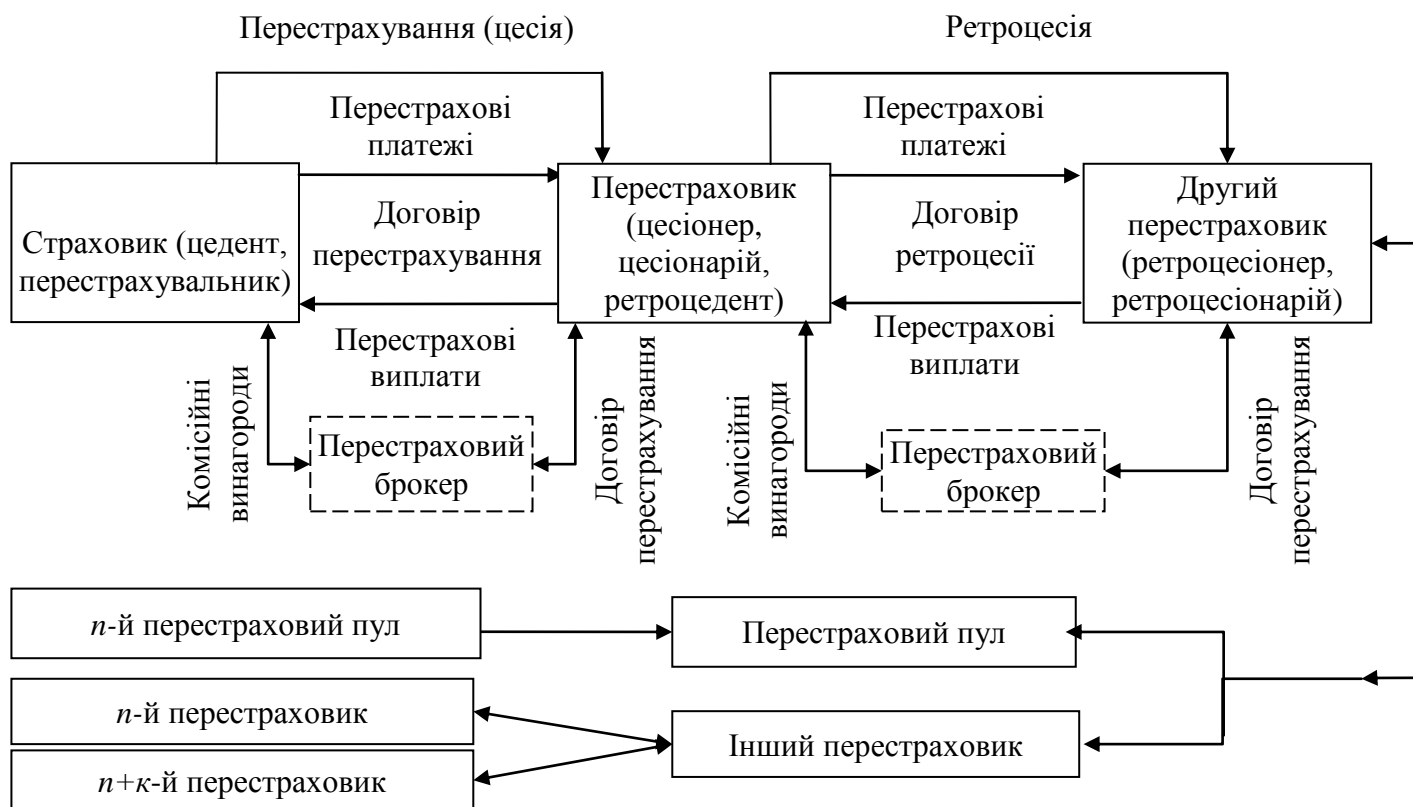 Перестрахування (цесія)
Ретроцесія
Перестрахові
платежі
Перестрахові
платежі
Страховик (цедент,
перестрахувальник)
Договір
перестрахування
Перестраховик
(цесіонер,
цесіонарій,
ретроцедент)
Договір
ретроцесії
Другий
перестраховик
(ретроцесіонер,
ретроцесіонарій)
Перестрахові
виплати
Перестрахові
виплати
Комісійні
винагороди
Перестраховий
брокер
Договір
перестрахування
Комісійні
винагороди
Перестраховий
брокер
Договір
перестрахування
n-й перестраховий пул
Перестраховий пул
n-й перестраховик
Інший перестраховик
n+к-й перестраховик